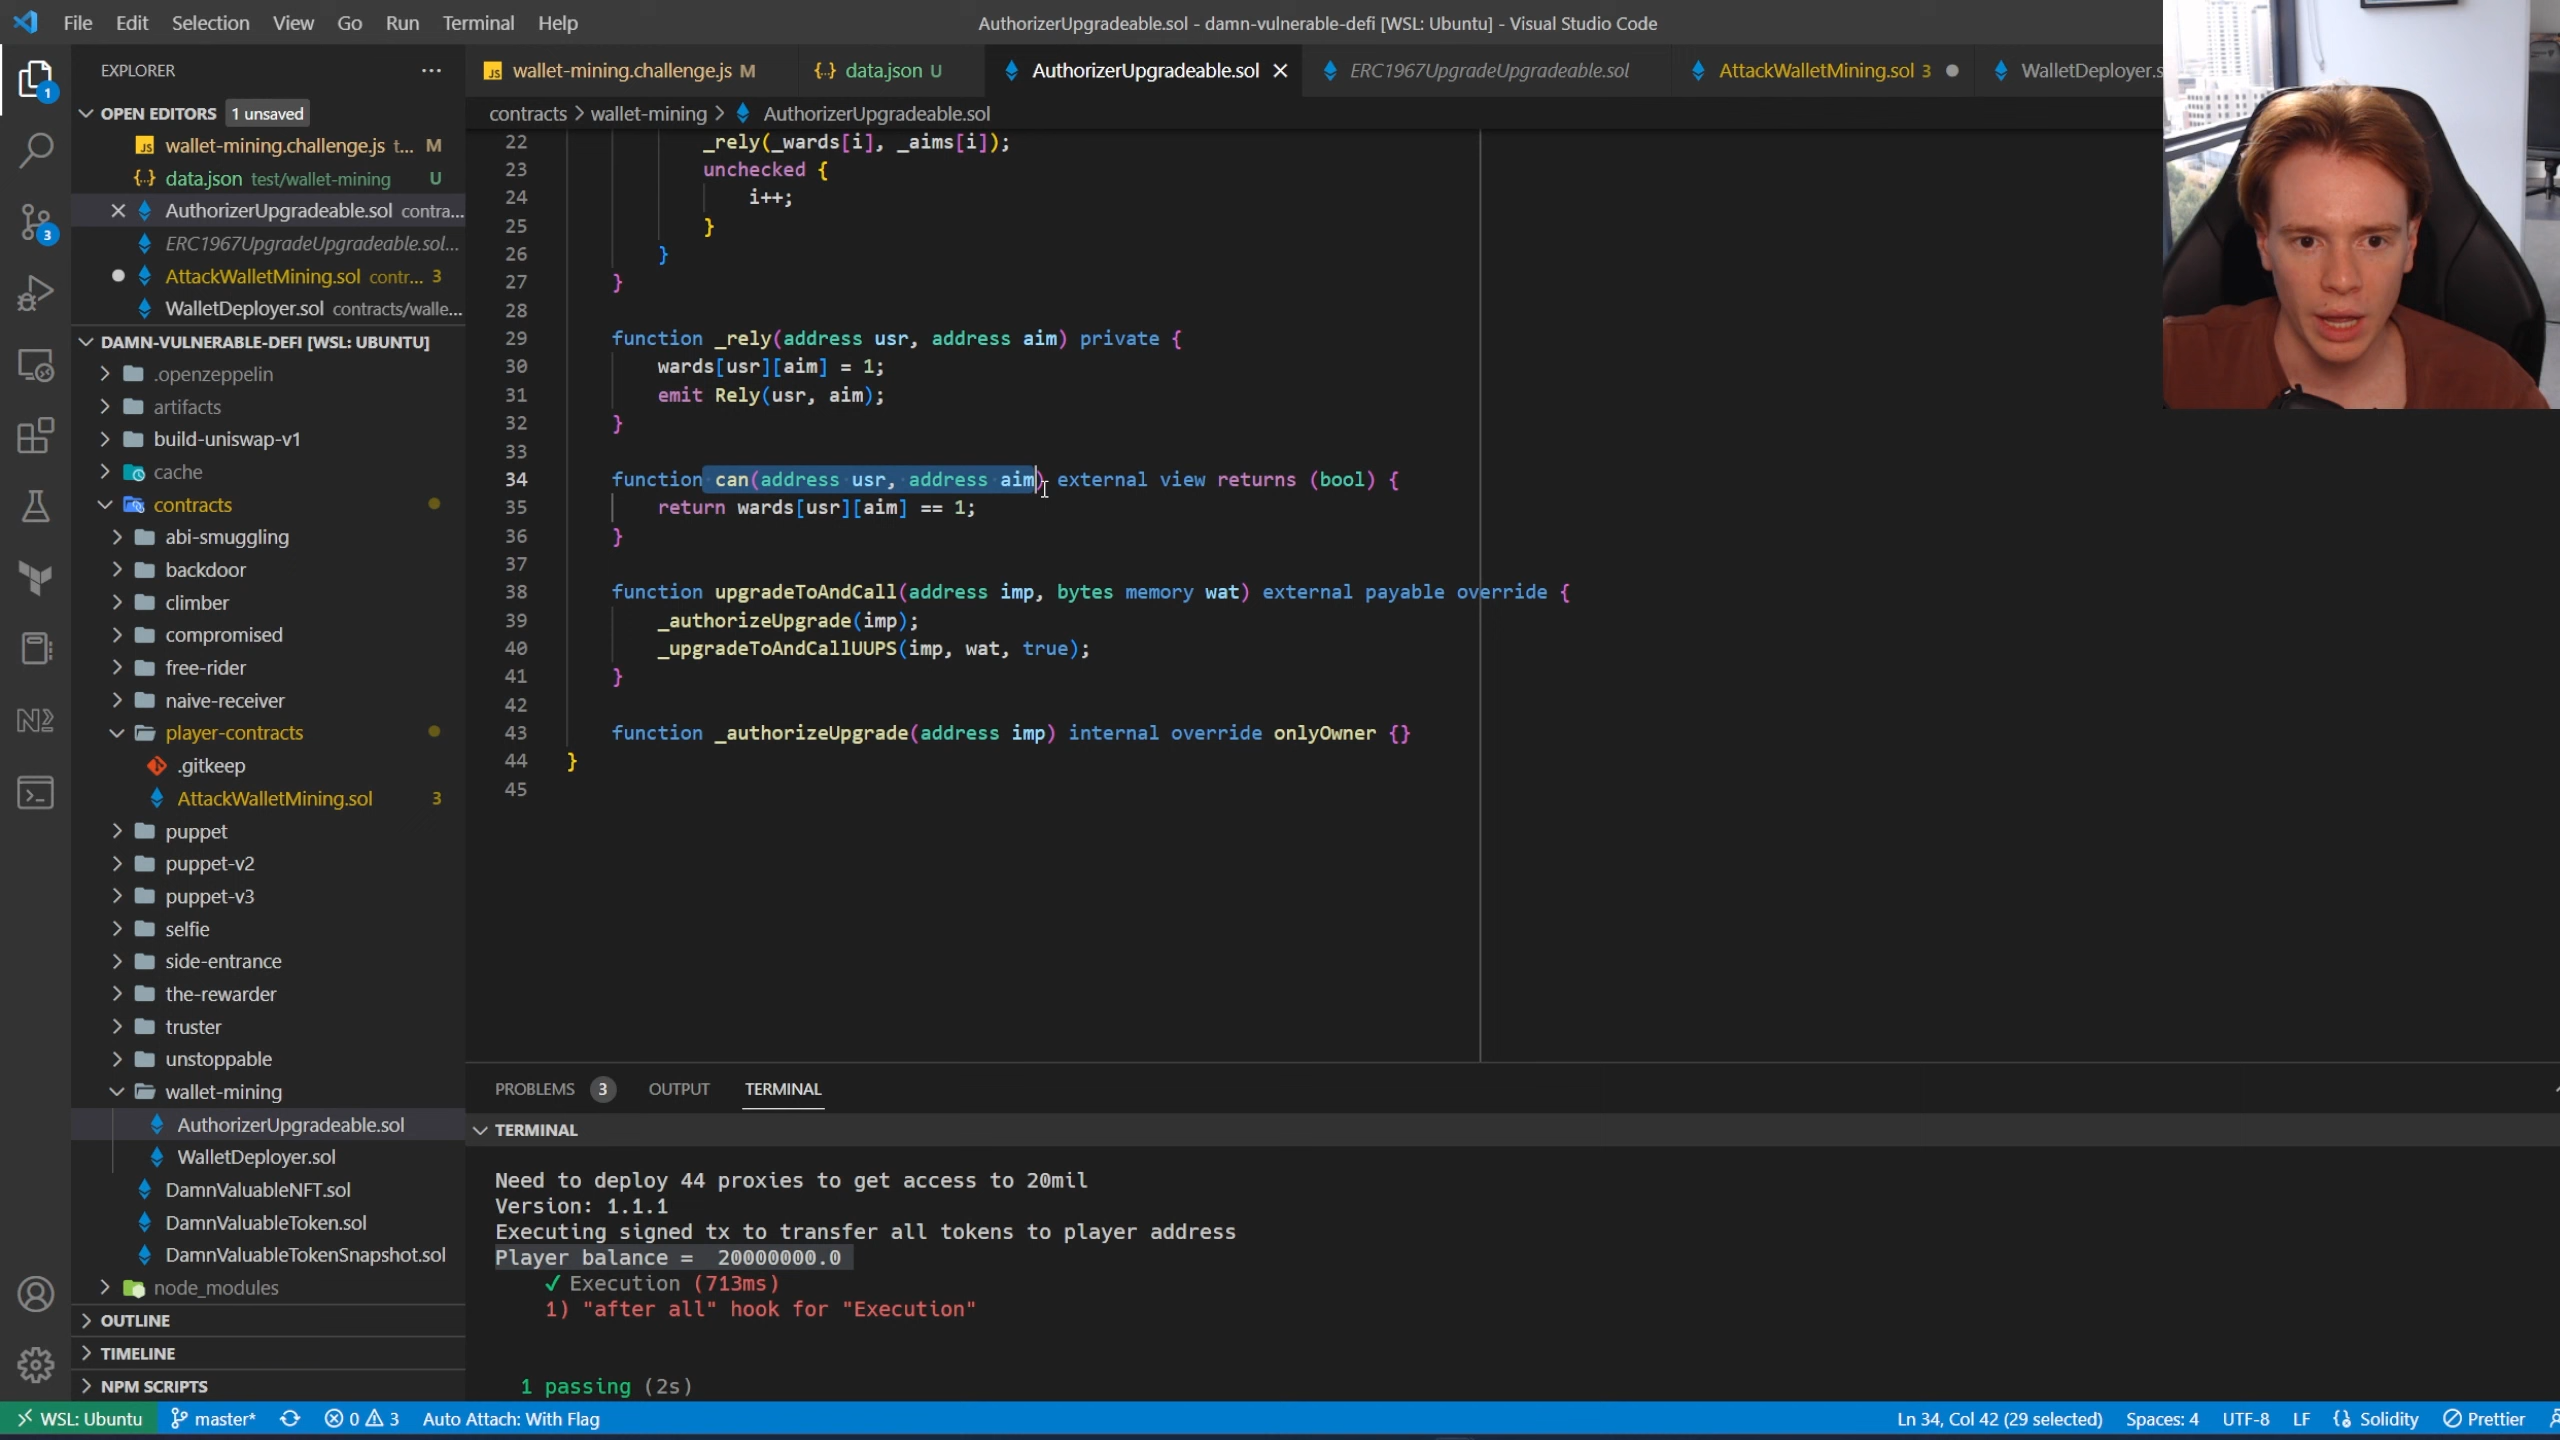 File Edit Selection View Go Run Terminal Help
AuthorizerUpgradeable.sol - damn-vulnerable-defi [WSL: Ubuntu] - Visual Studio Code
EXPLORER
wallet-mining.challenge.js M
data.json U
AuthorizerUpgradeable.sol
ERC1967UpgradeUpgradeable.sol
AttackWalletMining.sol 3
WalletDeployer.s
contracts > wallet-mining > AuthorizerUpgradeable.sol
OPEN EDITORS 1 unsaved
wallet-mining.challenge.js t... M
data.json test/wallet-mining U
AuthorizerUpgradeable.sol contra...
ERC1967UpgradeUpgradeable.sol...
AttackWalletMining.sol contr... 3
WalletDeployer.sol contracts/walle...
DAMN-VULNERABLE-DEFI [WSL: UBUNTU]
.openzeppelin
artifacts
build-uniswap-v1
cache
contracts
abi-smuggling
backdoor
climber
compromised
free-rider
naive-receiver
player-contracts
.gitkeep
AttackWalletMining.sol 3
puppet
puppet-v2
puppet-v3
selfie
side-entrance
the-rewarder
truster
unstoppable
wallet-mining
AuthorizerUpgradeable.sol
WalletDeployer.sol
DamnValuableNFT.sol
DamnValuableToken.sol
DamnValuableTokenSnapshot.sol
node_modules
OUTLINE
TIMELINE
NPM SCRIPTS
22 _rely(_wards[i], _aims[i]);
23 unchecked {
24 i++;
25 }
26 }
27 }
28
29 function _rely(address usr, address aim) private {
30 wards[usr][aim] = 1;
31 emit Rely(usr, aim);
32 }
33
34 function can(address usr, address aim) external view returns (bool) {
35 return wards[usr][aim] == 1;
36 }
37
38 function upgradeToAndCall(address imp, bytes memory wat) external payable override {
39 _authorizeUpgrade(imp);
40 _upgradeToAndCallUUPS(imp, wat, true);
41 }
42
43 function _authorizeUpgrade(address imp) internal override onlyOwner {}
44 }
45
PROBLEMS 3 OUTPUT TERMINAL
TERMINAL
Need to deploy 44 proxies to get access to 20mil
Version: 1.1.1
Executing signed tx to transfer all tokens to player address
Player balance = 20000000.0
✓ Execution (713ms)
1) "after all" hook for "Execution"
1 passing (2s)
WSL: Ubuntu master* 0 3 Auto Attach: With Flag
Ln 34, Col 42 (29 selected) Spaces: 4 UTF-8 LF Solidity Prettier